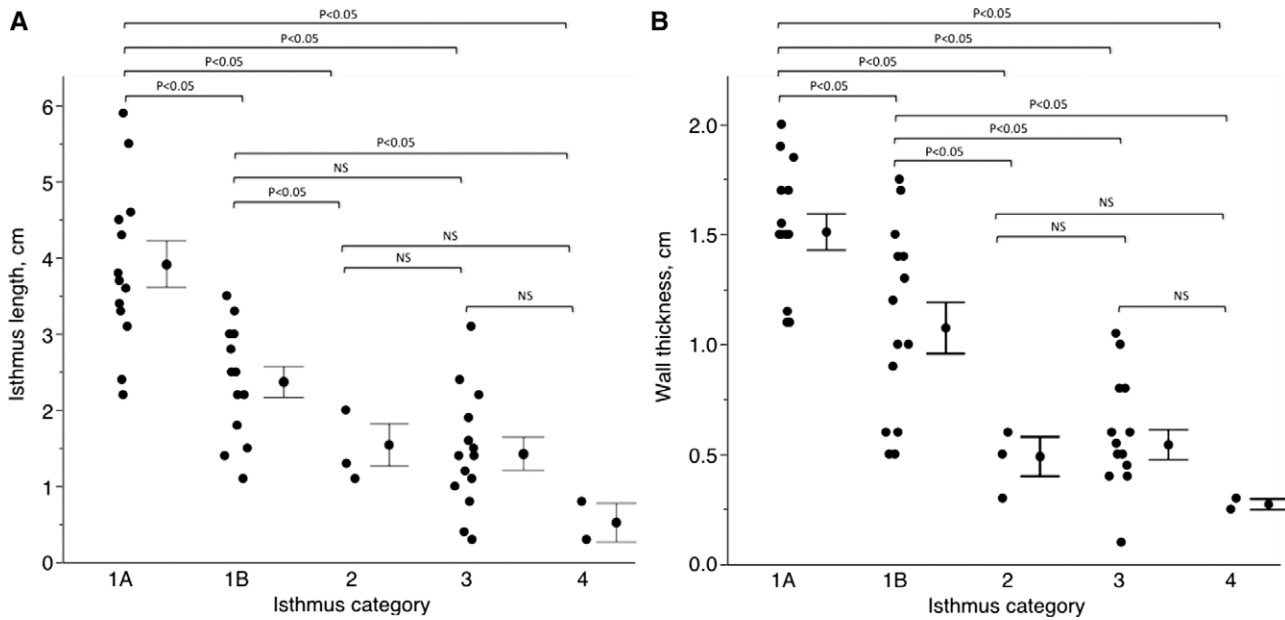 A
P<0.05
P<0.05
P<0.05
P<0.05
P<0.05
NS
P<0.05
NS
NS
NS
6
5
4
3
2
1
0
Isthmus length, cm
1A 1B 2 3 4
Isthmus category
B
P<0.05
P<0.05
P<0.05
P<0.05
P<0.05
P<0.05
P<0.05
NS
NS
NS
2.0
1.5
1.0
0.5
0.0
Wall thickness, cm
1A 1B 2 3 4
Isthmus category